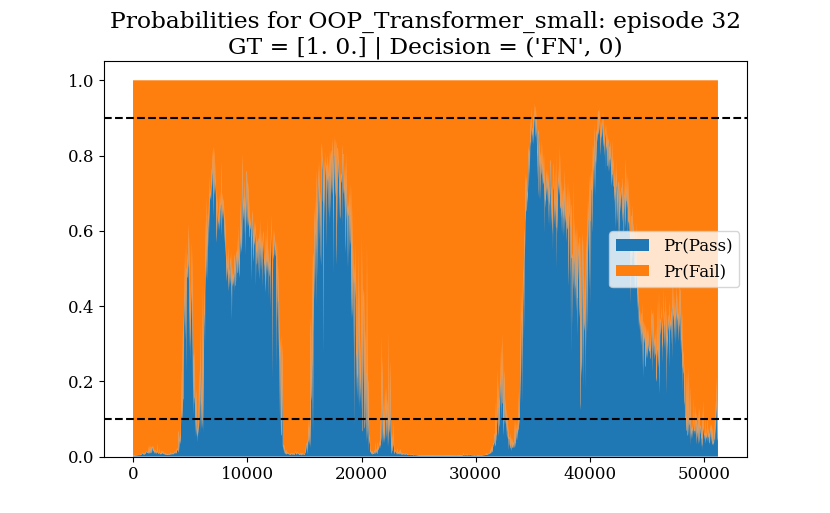 Probabilities for OOP_Transformer_small: episode 32
GT = [1. 0.] | Decision = ('FN', 0)
1.0
0.8
0.6
0.4
0.2
0.0
Pr(Pass)
Pr(Fail)
0 10000 20000 30000 40000 50000